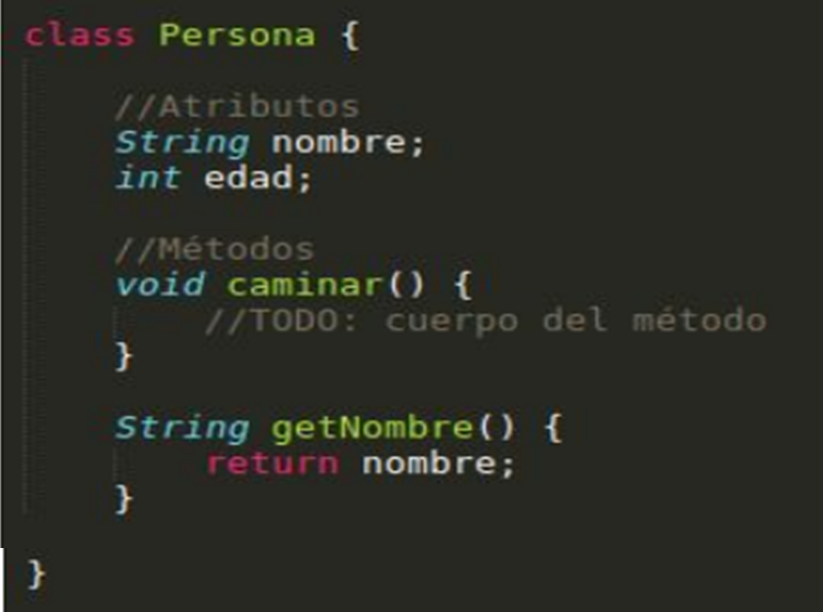 class Persona {
//Atributos
String nombre;
int edad;
//Métodos
void caminar() {
//TODO: cuerpo del método
}
String getNombre() {
return nombre;
}
}